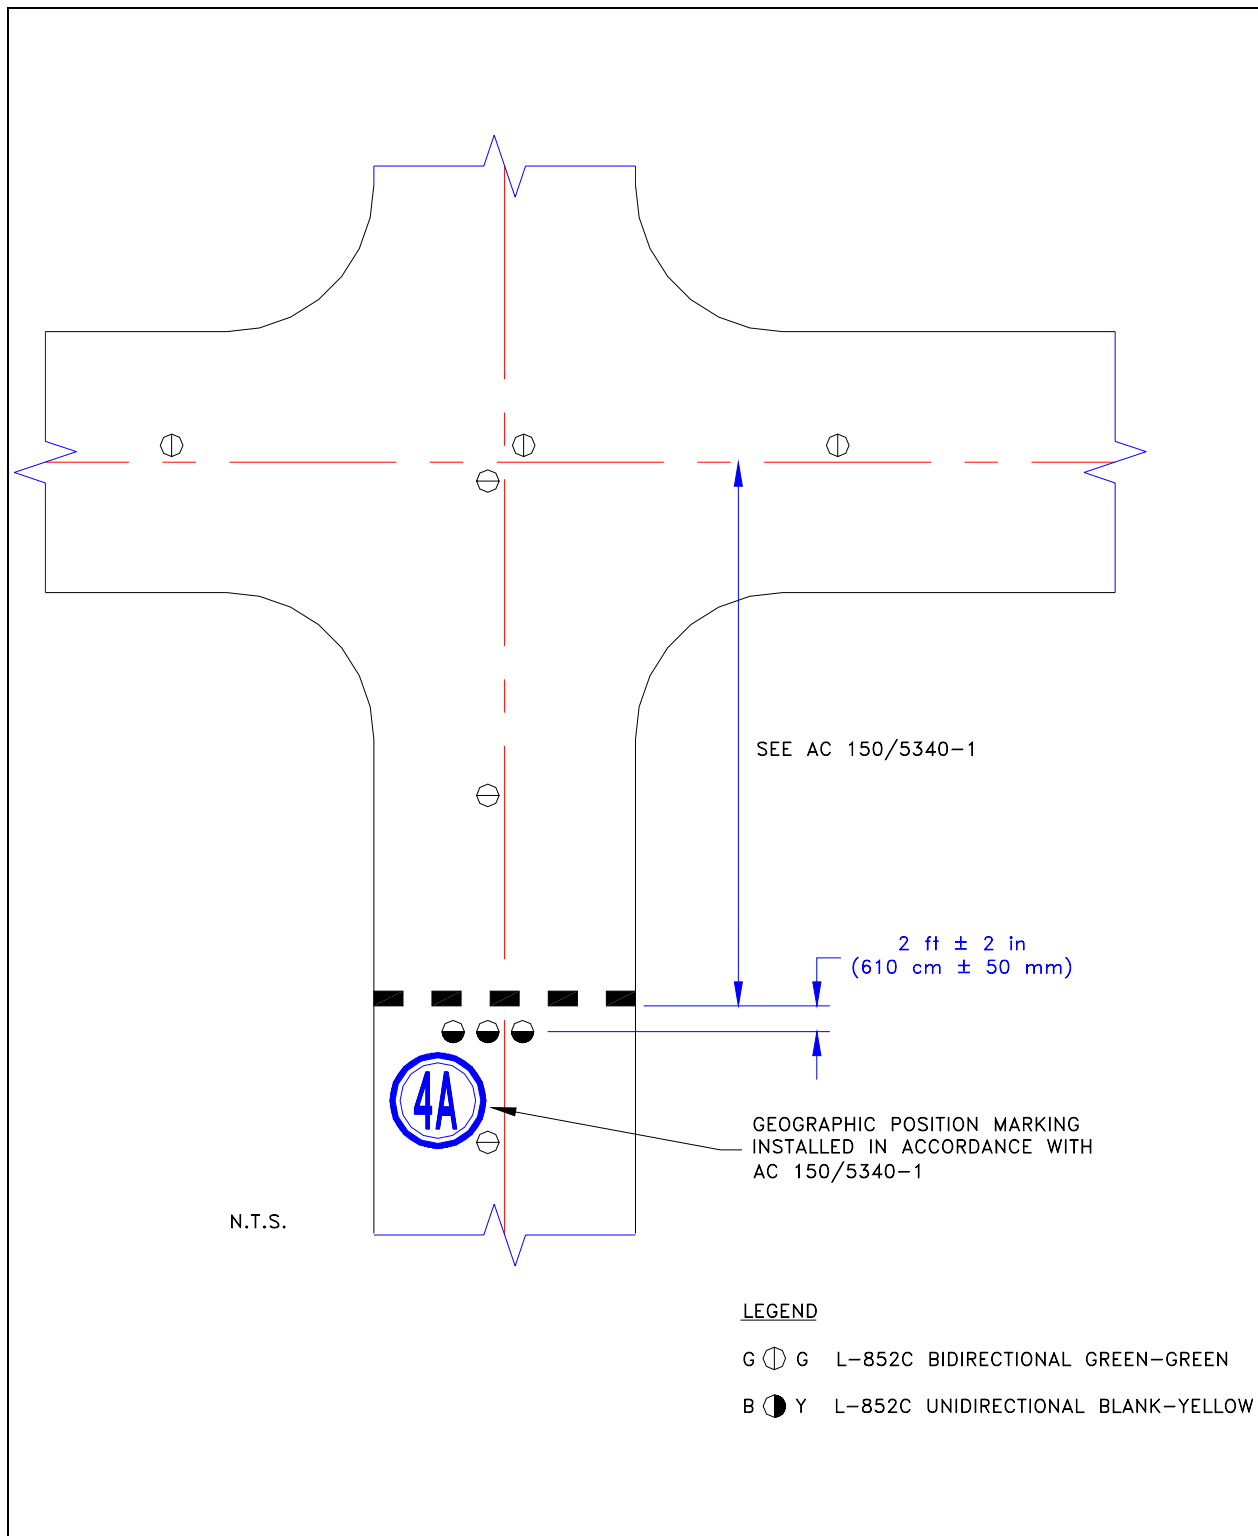 SEE AC 150/5340-1
2 ft ± 2 in
(610 cm ± 50 mm)
4A
GEOGRAPHIC POSITION MARKING
INSTALLED IN ACCORDANCE WITH
AC 150/5340-1
N.T.S.
LEGEND
G G L-852C BIDIRECTIONAL GREEN-GREEN
B Y L-852C UNIDIRECTIONAL BLANK-YELLOW